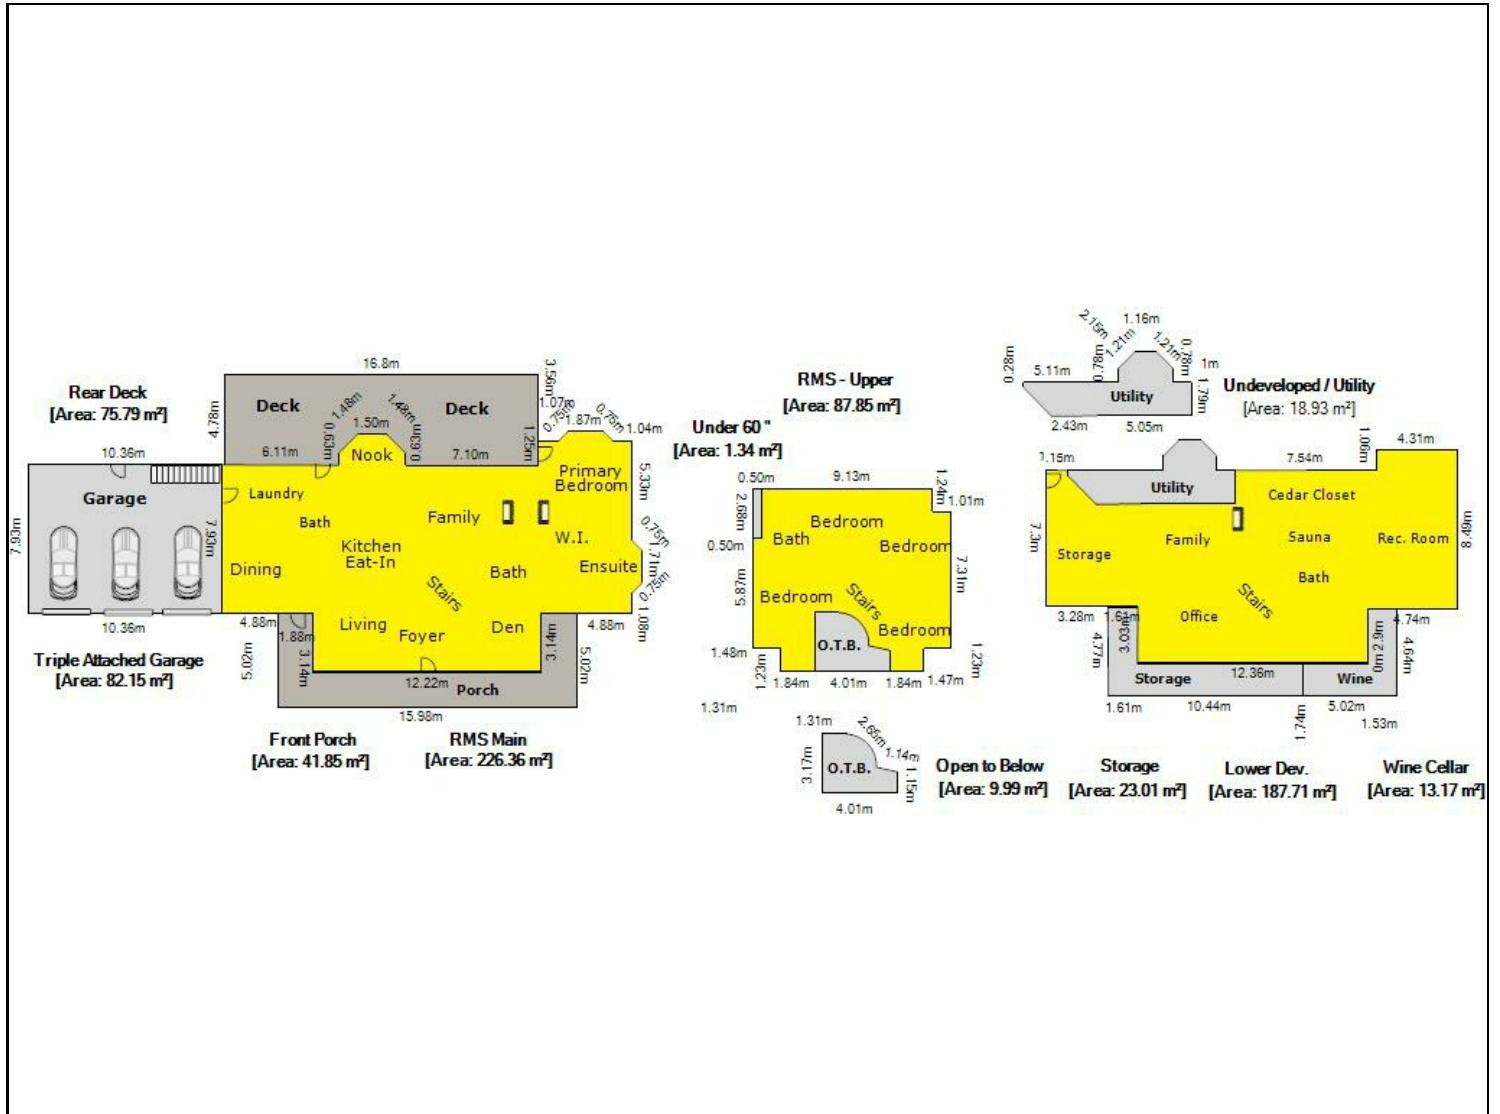 16.8m
Rear Deck
[Area: 75.79 m²]
4.78m
Deck
Deck
3.56m
1.07m
1.48m
1.50m
1.48m
0.63m
0.63m
6.11m
7.10m
1.25m
0.75m
1.87m
0.75m
1.04m
10.36m
Nook
Garage
Laundry
Bath
Family
Primary
Bedroom
5.33m
7.93m
7.93m
Kitchen
Eat-In
W.I.
0.75m
1.71m
0.75m
Dining
Stairs
Bath
Ensuite
10.36m
4.88m
1.88m
Living
Foyer
Den
4.88m
1.08m
5.02m
3.14m
3.14m
5.02m
Triple Attached Garage
[Area: 82.15 m²]
12.22m
Porch
15.98m
Front Porch
[Area: 41.85 m²]
RMS Main
[Area: 226.36 m²]
RMS - Upper
[Area: 87.85 m²]
Under 60 "
[Area: 1.34 m²]
0.50m
9.13m
1.24m
1.01m
2.68m
Bedroom
Bath
Bedroom
0.50m
7.31m
5.87m
Bedroom
Stairs
Bedroom
O.T.B.
1.48m
1.23m
1.23m
1.84m
4.01m
1.84m
1.47m
1.31m
1.31m
2.65m
1.14m
3.17m
O.T.B.
1.15m
4.01m
Open to Below
[Area: 9.99 m²]
2.15m
1.16m
1.21m
1.21m
0.78m
0.78m
1m
0.28m
5.11m
1.79m
Utility
2.43m
5.05m
Undeveloped / Utility
[Area: 18.93 m²]
1.06m
4.31m
1.15m
7.54m
Utility
Cedar Closet
7.3m
Storage
Family
Sauna
Rec. Room
8.49m
Bath
3.28m
1.61m
Office
Stairs
4.74m
4.77m
3.03m
0m 2.9m
4.64m
Storage
12.36m
Wine
1.61m
10.44m
1.74m
5.02m
1.53m
Storage
[Area: 23.01 m²]
Lower Dev.
[Area: 187.71 m²]
Wine Cellar
[Area: 13.17 m²]